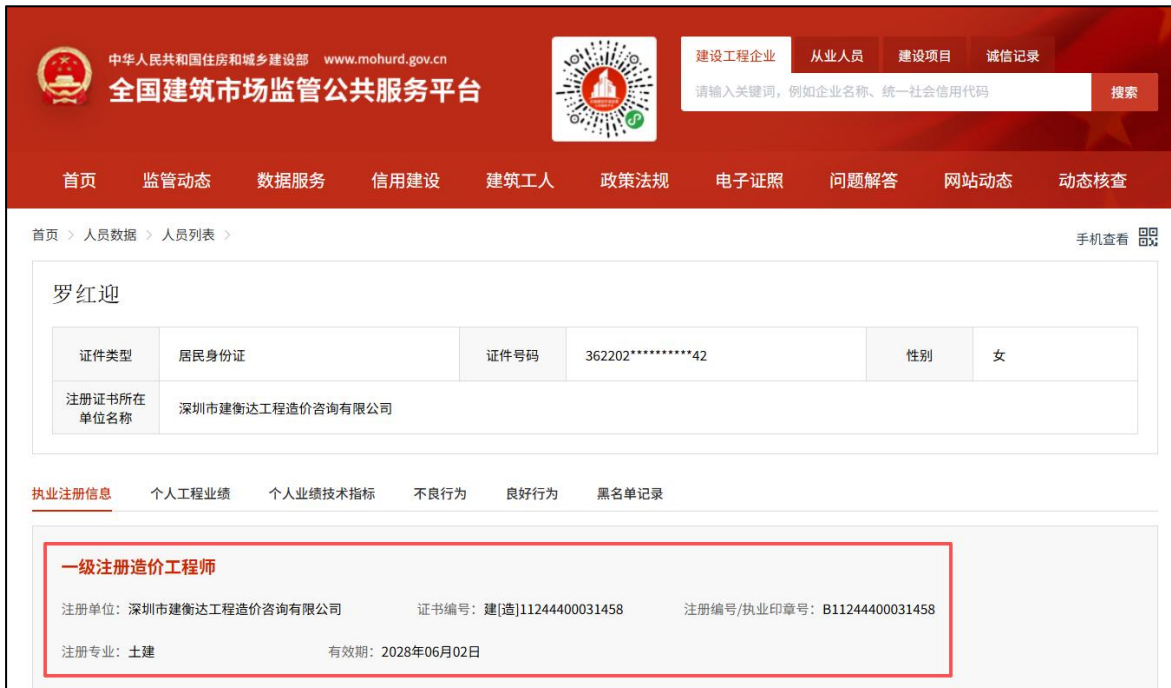 中华人民共和国住房和城乡建设部 www.mohurd.gov.cn
全国建筑市场监管公共服务平台
建设工程企业 从业人员 建设项目 诚信记录
请输入关键词，例如企业名称、统一社会信用代码 搜索
首页 监管动态 数据服务 信用建设 建筑工人 政策法规 电子证照 问题解答 网站动态 动态核查
首页 > 人员数据 > 人员列表 >
手机查看
罗红迎
证件类型 居民身份证 证件号码 362202**********42 性别 女
注册证书所在
单位名称
深圳市建衡达工程造价咨询有限公司
执业注册信息 个人工程业绩 个人业绩技术指标 不良行为 良好行为 黑名单记录
一级注册造价工程师
注册单位：深圳市建衡达工程造价咨询有限公司 证书编号：建[造]11244400031458 注册编号/执业印章号：B11244400031458
注册专业：土建 有效期：2028年06月02日